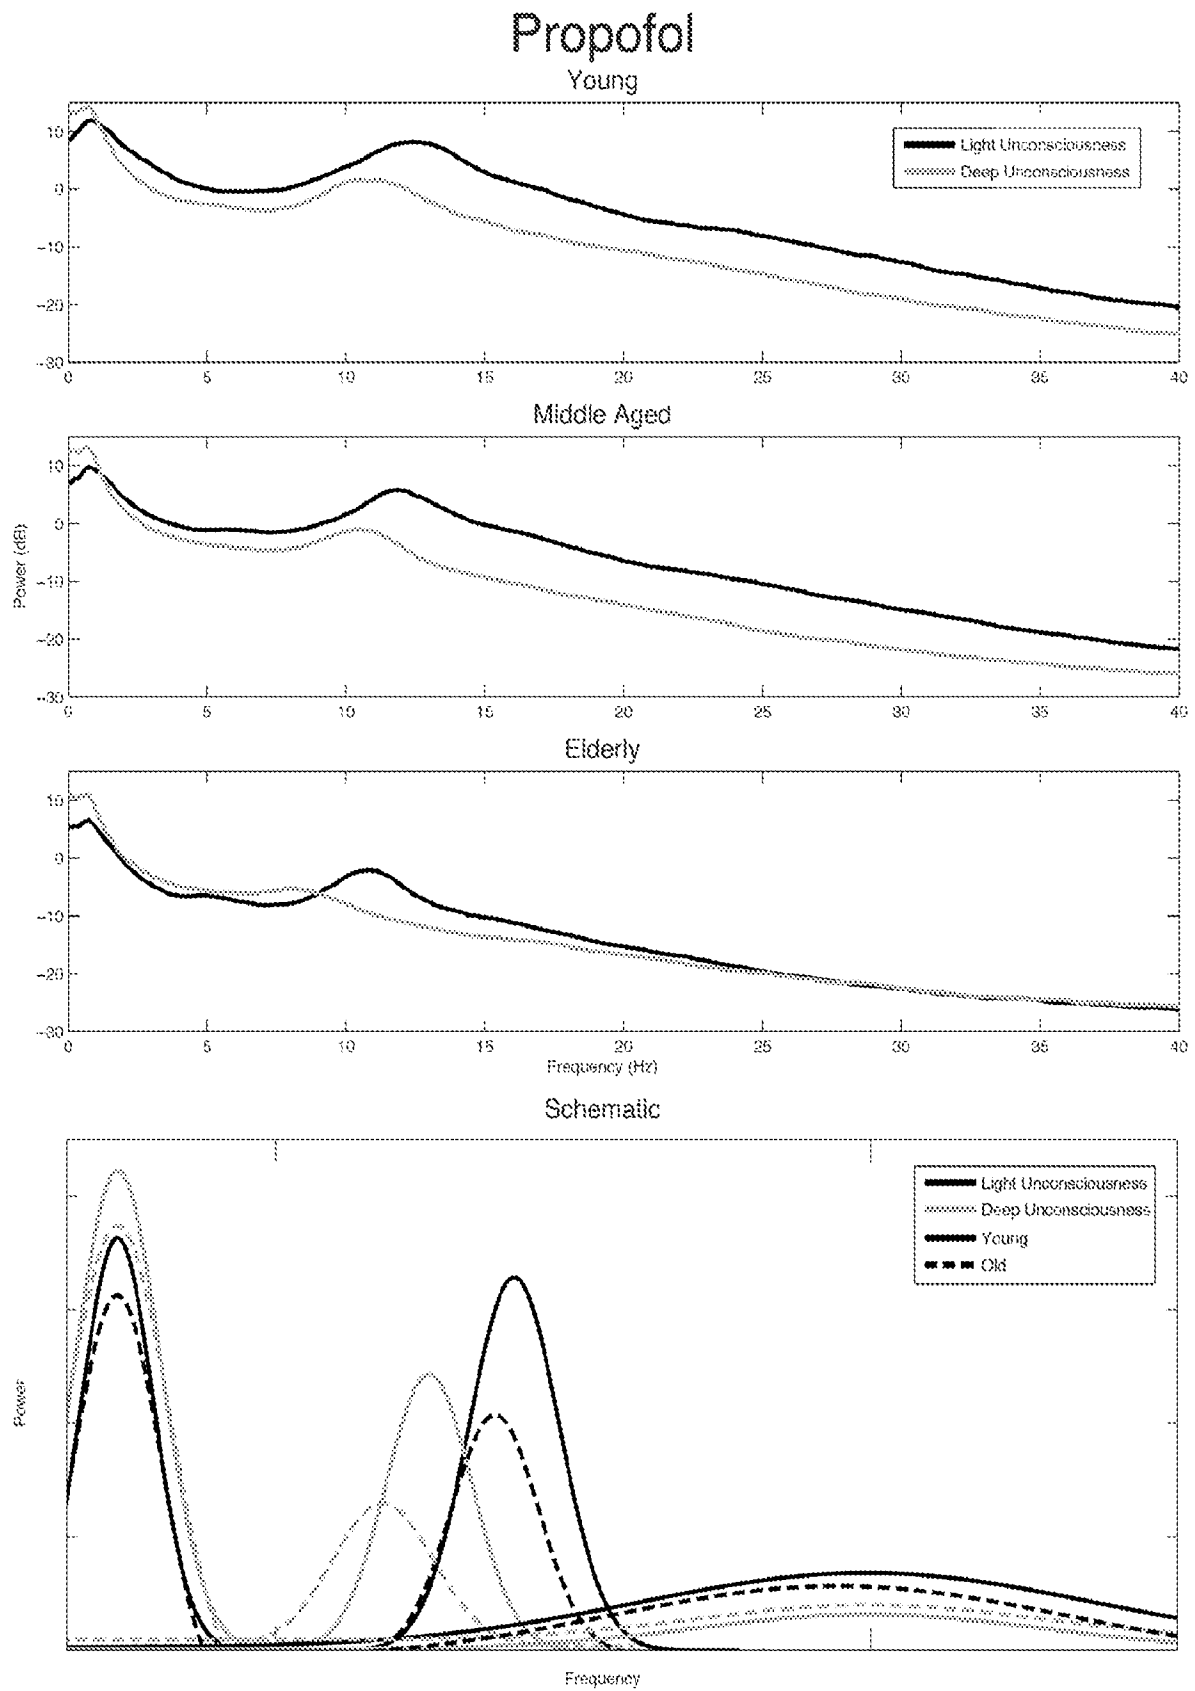 Propofol
Young
10
0
-10
-20
-30
0 5 10 15 20 25 30 35 40
Light Unconsciousness
Deep Unconsciousness
Middle Aged
Power (dB)
10
0
-10
-20
-30
0 5 10 15 20 25 30 35 40
Elderly
10
0
-10
-20
-30
0 5 10 15 20 25 30 35 40
Frequency (Hz)
Schematic
Light Unconsciousness
Deep Unconsciousness
Young
Old
Power
Frequency